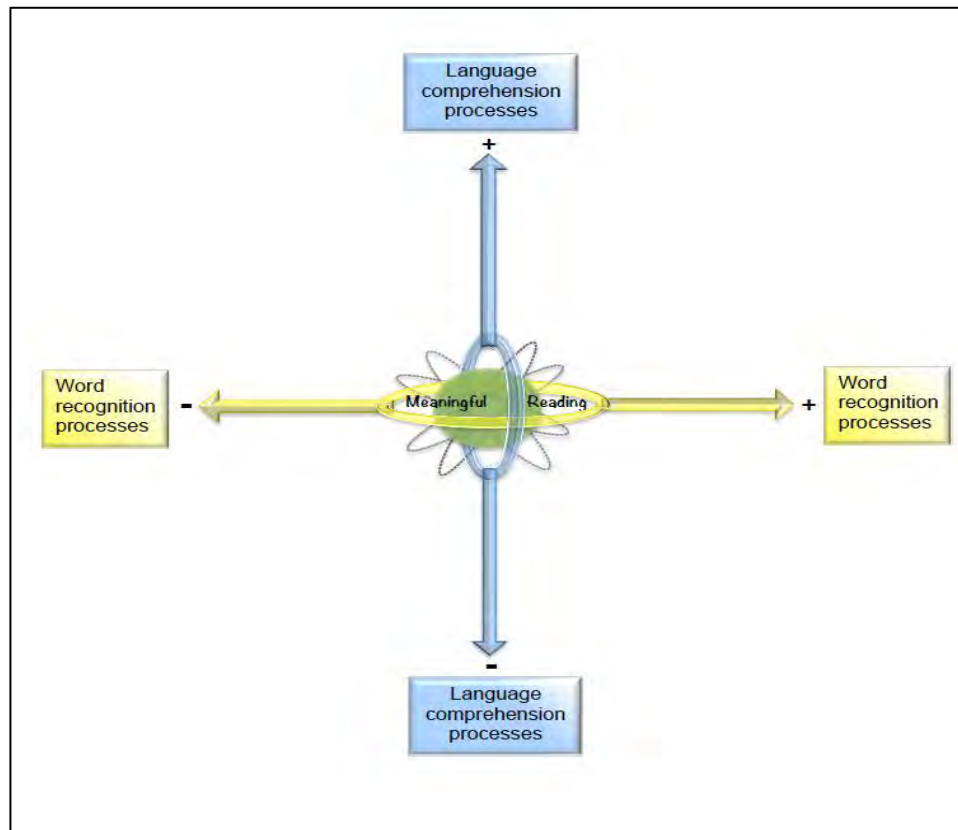 Language
comprehension
processes
+
Meaningful Reading
Word
recognition
processes
-
+
Word
recognition
processes
-
Language
comprehension
processes